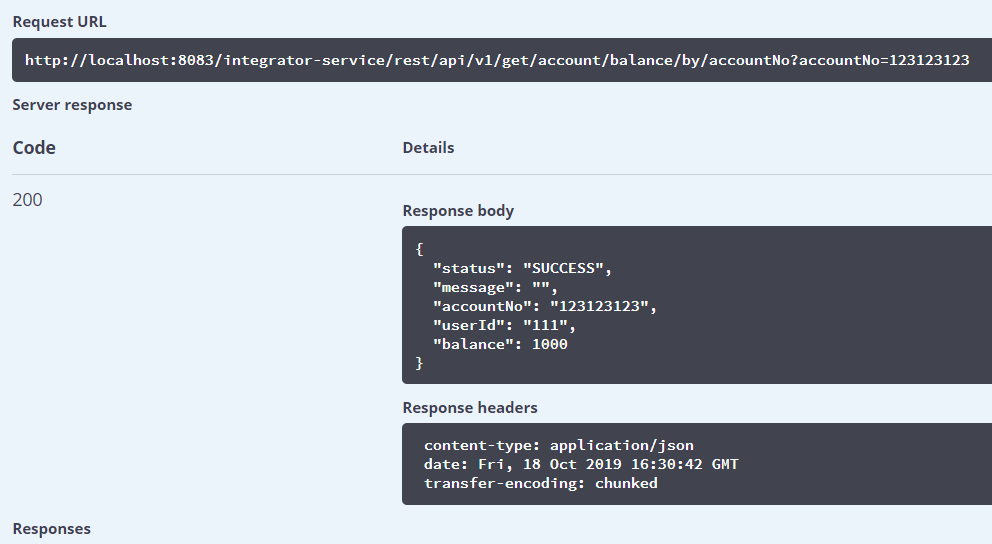 Request URL
http://localhost:8083/integrator-service/rest/api/v1/get/account/balance/by/accountNo?accountNo=123123123
Server response
Code Details
200
Response body
{
"status": "SUCCESS",
"message": "",
"accountNo": "123123123",
"userId": "111",
"balance": 1000
}
Response headers
content-type: application/json
date: Fri, 18 Oct 2019 16:30:42 GMT
transfer-encoding: chunked
Responses